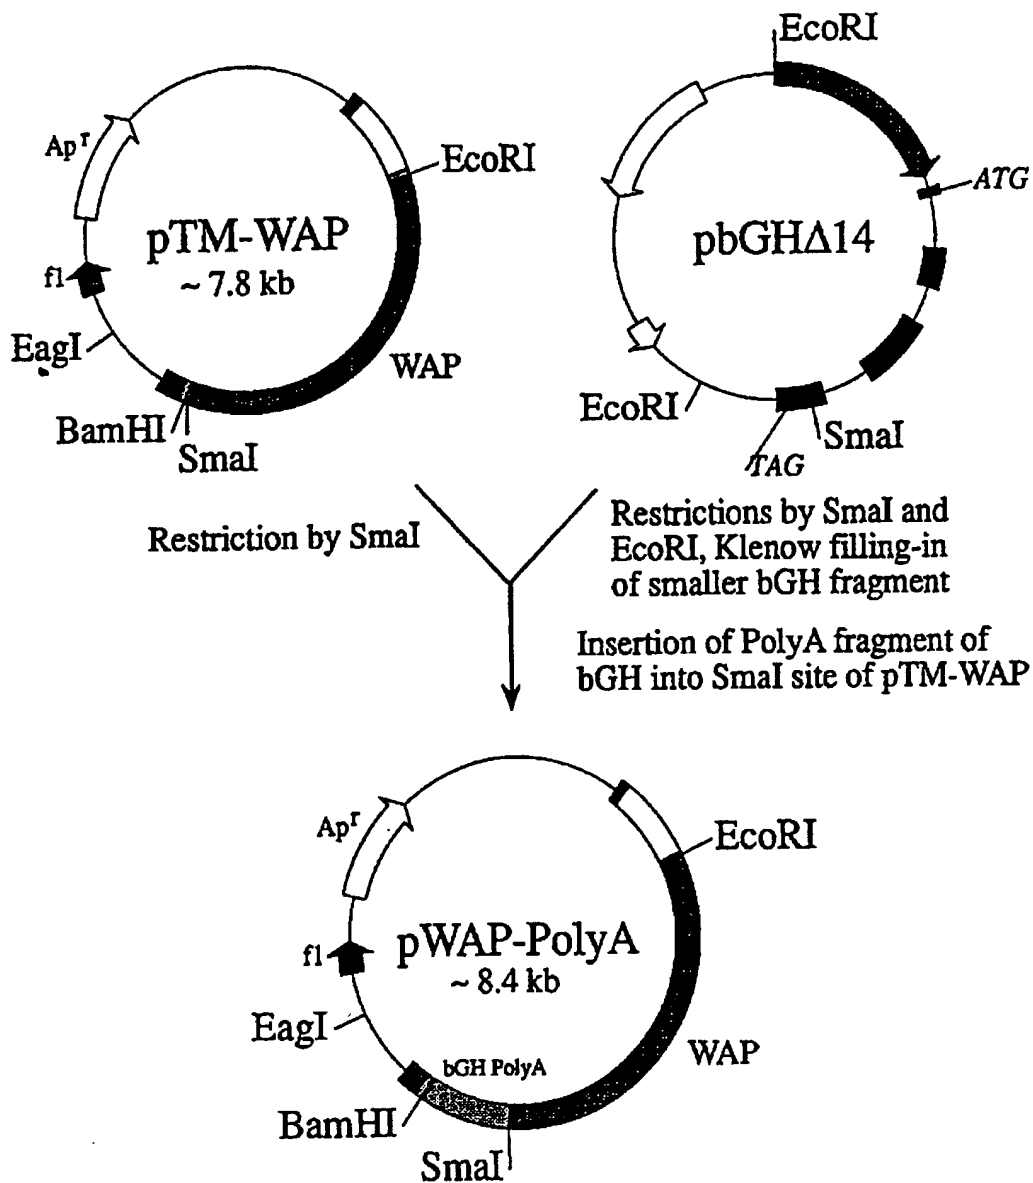 EcoRI
Ap^r
EcoRI
ATG
pTM-WAP
~ 7.8 kb
pbGHΔ14
f1
EagI
WAP
BamHI
SmaI
EcoRI
SmaI
TAG
Restriction by SmaI
Restrictions by SmaI and
EcoRI, Klenow filling-in
of smaller bGH fragment
Insertion of PolyA fragment of
bGH into SmaI site of pTM-WAP
Ap^r
EcoRI
pWAP-PolyA
~ 8.4 kb
f1
EagI
WAP
bGH PolyA
BamHI
SmaI